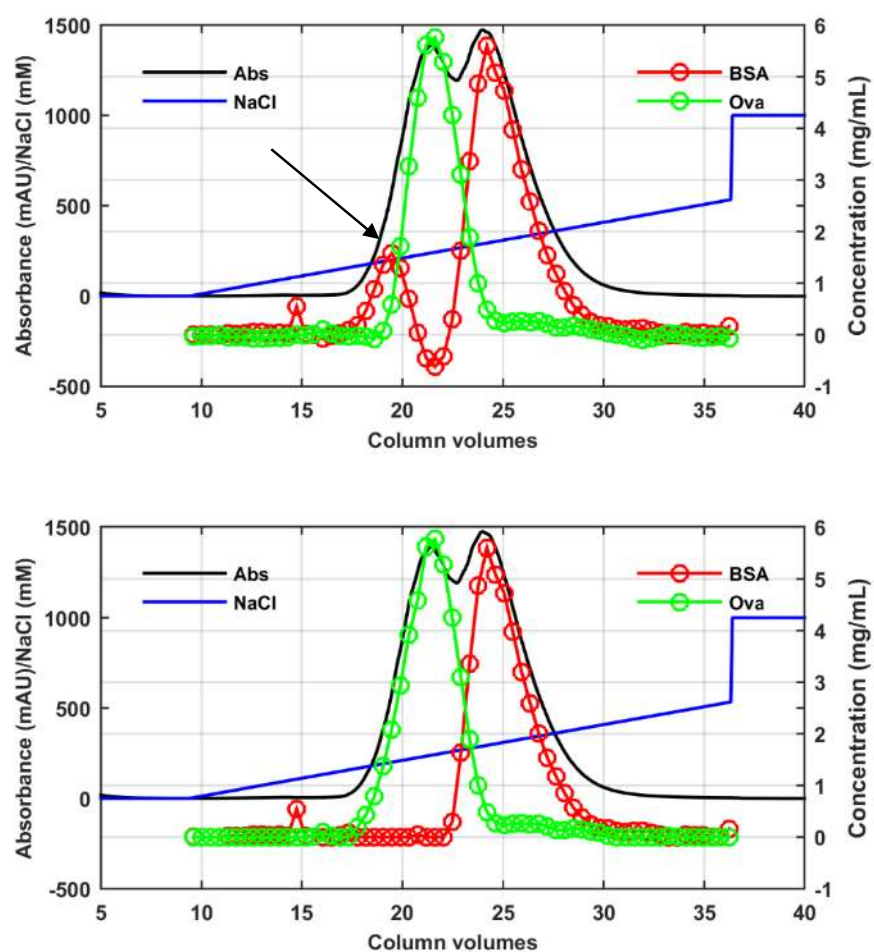 1500
1000
500
0
-500
Absorbance (mAU)/NaCl (mM)
Abs
NaCl
BSA
Ova
6
5
4
3
2
1
0
-1
Concentration (mg/mL)
5 10 15 20 25 30 35 40
Column volumes
1500
1000
500
0
-500
Absorbance (mAU)/NaCl (mM)
Abs
NaCl
BSA
Ova
6
5
4
3
2
1
0
-1
Concentration (mg/mL)
5 10 15 20 25 30 35 40
Column volumes